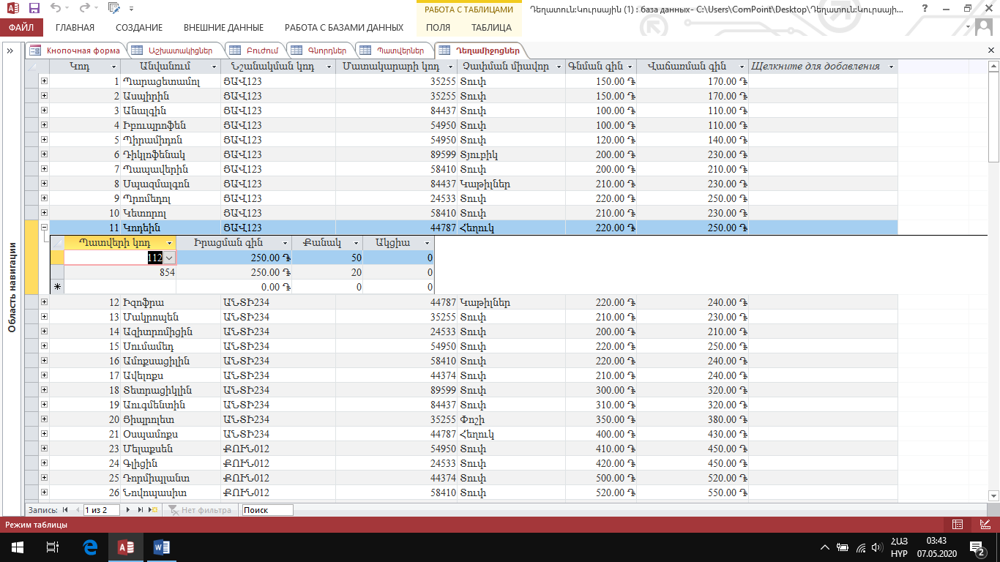 РАБОТА С ТАБЛИЦАМИ Դեղատուն:Կուրսային (1) : база данных- C:\Users\ComPoint\Desktop\Դեղատուն:Կուրսայի... ?
ФАЙЛ ГЛАВНАЯ СОЗДАНИЕ ВНЕШНИЕ ДАННЫЕ РАБОТА С БАЗАМИ ДАННЫХ ПОЛЯ ТАБЛИЦА
Кнопочная форма Աշխատակիցներ Բուժում Գնորդներ Պատվերներ Դեղամիջոցներ
Կոդ Անվանում Նշանակման կոդ Մատակարարի կոդ Չափման միավոր Գնման գին Վաճառման գին Щелкните для добавления
1 Պարացետամոլ ՑԱՎ123 35255 Տուփ 150.00 ֏ 170.00 ֏
2 Ասպիրին ՑԱՎ123 35255 Տուփ 150.00 ֏ 170.00 ֏
3 Անալգին ՑԱՎ123 84437 Տուփ 100.00 ֏ 110.00 ֏
4 Իբուպրոֆեն ՑԱՎ123 54950 Տուփ 100.00 ֏ 110.00 ֏
5 Պիրամիդոն ՑԱՎ123 54950 Տուփ 120.00 ֏ 140.00 ֏
6 Դիկլոֆենակ ՑԱՎ123 89599 Տյուբիկ 200.00 ֏ 230.00 ֏
7 Պապավերին ՑԱՎ123 58410 Տուփ 200.00 ֏ 210.00 ֏
8 Սպազմալգոն ՑԱՎ123 84437 Կաթիլներ 210.00 ֏ 230.00 ֏
9 Պրոմեդոլ ՑԱՎ123 24533 Տուփ 220.00 ֏ 250.00 ֏
10 Կետորոլ ՑԱՎ123 58410 Տուփ 210.00 ֏ 230.00 ֏
11 Կոդեին ՑԱՎ123 44787 Հեղուկ 220.00 ֏ 250.00 ֏
Պատվերի կոդ Իրացման գին Քանակ Ակցիա
112 250.00 ֏ 50 0
854 250.00 ֏ 20 0
0.00 ֏ 0 0
12 Իզոֆրա ԱՆՏԻ234 44787 Կաթիլներ 220.00 ֏ 240.00 ֏
13 Մակրոպեն ԱՆՏԻ234 35255 Տուփ 210.00 ֏ 230.00 ֏
14 Ազիտրոմիցին ԱՆՏԻ234 24533 Տուփ 200.00 ֏ 210.00 ֏
15 Սումամեդ ԱՆՏԻ234 54950 Տուփ 220.00 ֏ 250.00 ֏
16 Ամոքսացիլին ԱՆՏԻ234 58410 Տուփ 220.00 ֏ 240.00 ֏
17 Ավելոքս ԱՆՏԻ234 44374 Տուփ 210.00 ֏ 240.00 ֏
18 Տետրացիկլին ԱՆՏԻ234 89599 Տուփ 300.00 ֏ 320.00 ֏
19 Աուգմենտին ԱՆՏԻ234 84437 Տուփ 310.00 ֏ 320.00 ֏
20 Ցիպրոլետ ԱՆՏԻ234 35255 Փոշի 350.00 ֏ 380.00 ֏
21 Օսպամոքս ԱՆՏԻ234 44787 Հեղուկ 400.00 ֏ 430.00 ֏
23 Մելաքսեն ՔՈՒՆ012 54950 Տուփ 410.00 ֏ 450.00 ֏
24 Գլիցին ՔՈՒՆ012 24533 Տուփ 420.00 ֏ 450.00 ֏
25 Դորմիպլանտ ՔՈՒՆ012 44374 Տուփ 500.00 ֏ 520.00 ֏
26 Նովոպասիտ ՔՈՒՆ012 58410 Տուփ 520.00 ֏ 550.00 ֏
Область навигации
Запись: 1 из 2 Нет фильтра Поиск
Режим таблицы
ՀԱՅ 03:43
HYP 07.05.2020 2